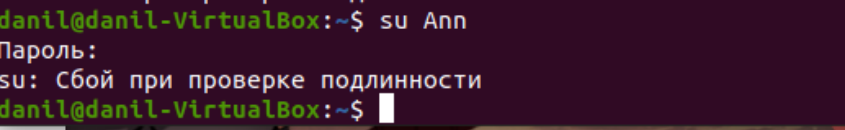 danil@danil-VirtualBox:~$ su Ann
Пароль:
su: Сбой при проверке подлинности
danil@danil-VirtualBox:~$